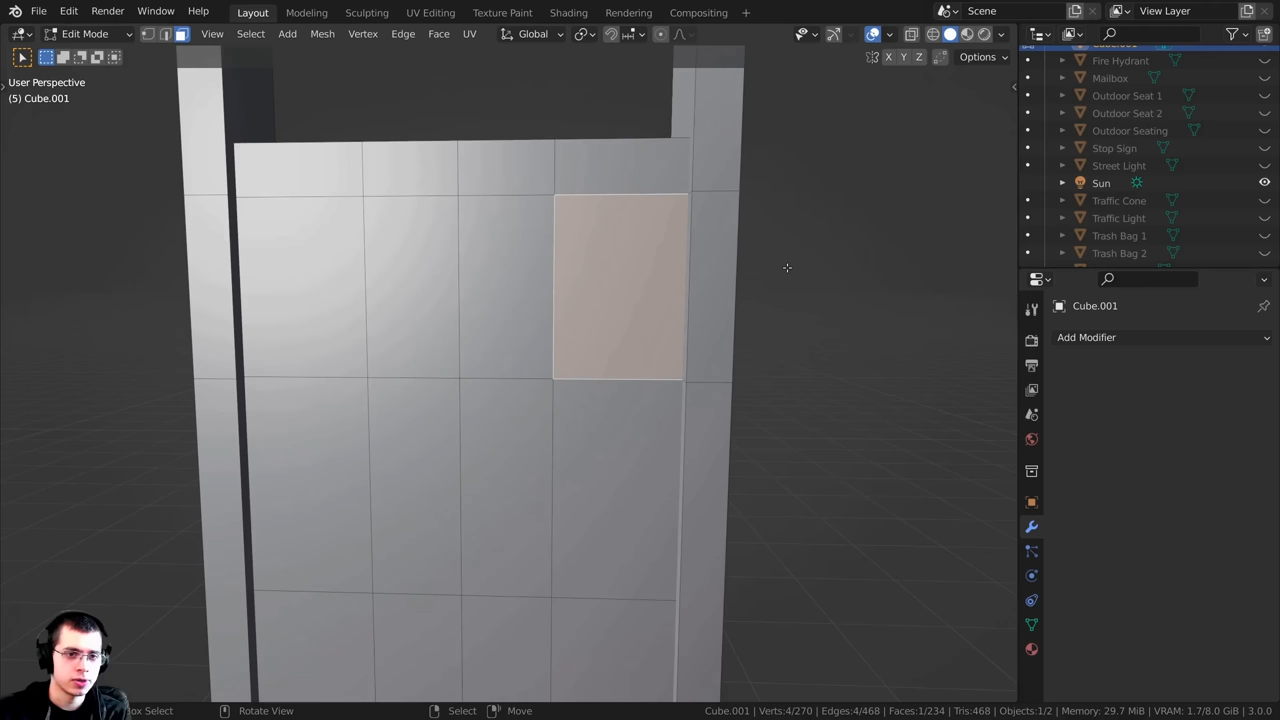 File Edit Render Window Help Layout Modeling Sculpting UV Editing Texture Paint Shading Rendering Compositing + Scene View Layer
Edit Mode View Select Add Mesh Vertex Edge Face UV Global
X Y Z Options
User Perspective
(5) Cube.001
Fire Hydrant
Mailbox
Outdoor Seat 1
Outdoor Seat 2
Outdoor Seating
Stop Sign
Street Light
Sun
Traffic Cone
Traffic Light
Trash Bag 1
Trash Bag 2
Cube.001
Add Modifier
ox Select Rotate View Select Move Cube.001 | Verts:4/270 | Edges:4/468 | Faces:1/234 | Tris:468 | Objects:1/2 | Memory: 29.7 MiB | VRAM: 1.7/8.0 GiB | 3.0.0